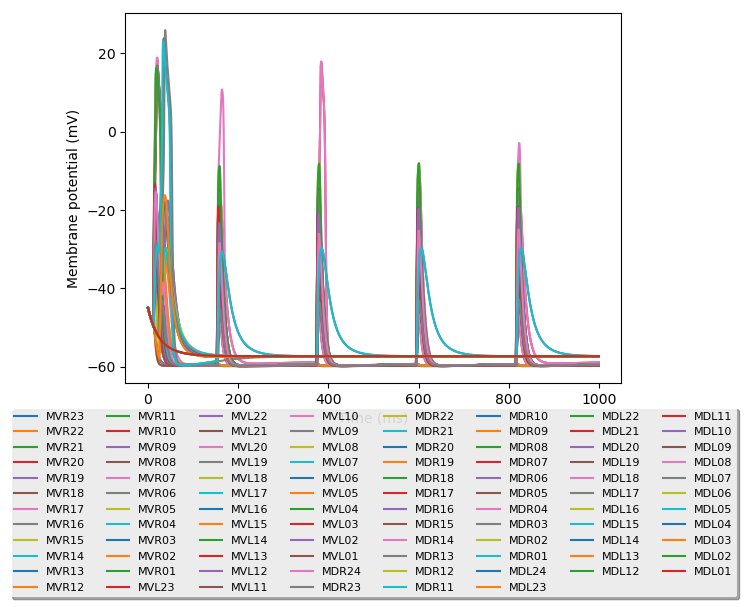 20
0
−20
−40
−60
Membrane potential (mV)
0 200 400 600 800 1000
Time (ms)
MVR23 MVR11 MVL22 MVL10 MDR22 MDR10 MDL22 MDL11
MVR22 MVR10 MVL21 MVL09 MDR21 MDR09 MDL21 MDL10
MVR21 MVR09 MVL20 MVL08 MDR20 MDR08 MDL20 MDL09
MVR20 MVR08 MVL19 MVL07 MDR19 MDR07 MDL19 MDL08
MVR19 MVR07 MVL18 MVL06 MDR18 MDR06 MDL18 MDL07
MVR18 MVR06 MVL17 MVL05 MDR17 MDR05 MDL17 MDL06
MVR17 MVR05 MVL16 MVL04 MDR16 MDR04 MDL16 MDL05
MVR16 MVR04 MVL15 MVL03 MDR15 MDR03 MDL15 MDL04
MVR15 MVR03 MVL14 MVL02 MDR14 MDR02 MDL14 MDL03
MVR14 MVR02 MVL13 MVL01 MDR13 MDR01 MDL13 MDL02
MVR13 MVR01 MVL12 MDR24 MDR12 MDL24 MDL12 MDL01
MVR12 MVL23 MVL11 MDR23 MDR11 MDL23